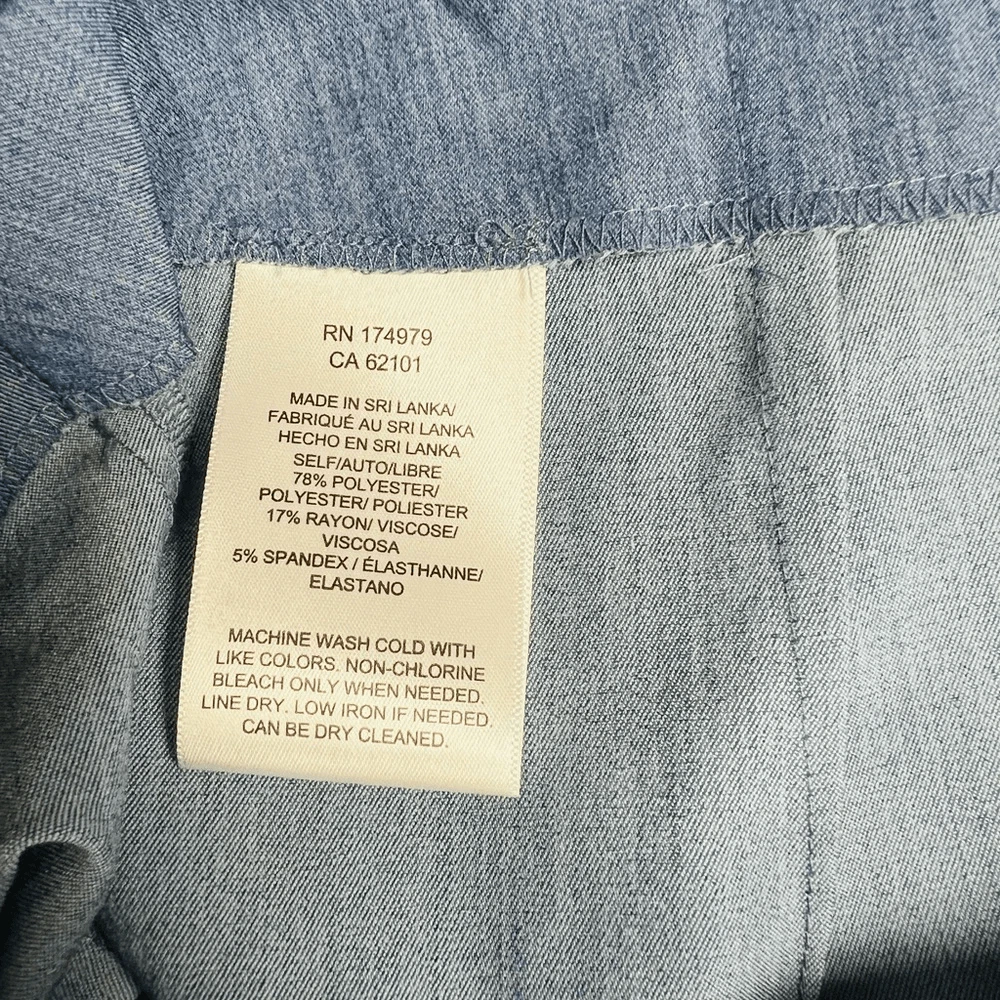 RN 174979
CA 62101
MADE IN SRI LANKA/
FABRIQUÉ AU SRI LANKA
HECHO EN SRI LANKA
SELF/AUTO/LIBRE
78% POLYESTER/
POLYESTER/ POLIESTER
17% RAYON/ VISCOSE/
VISCOSA
5% SPANDEX / ÉLASTHANNE/
ELASTANO
MACHINE WASH COLD WITH
LIKE COLORS. NON-CHLORINE
BLEACH ONLY WHEN NEEDED.
LINE DRY. LOW IRON IF NEEDED.
CAN BE DRY CLEANED.